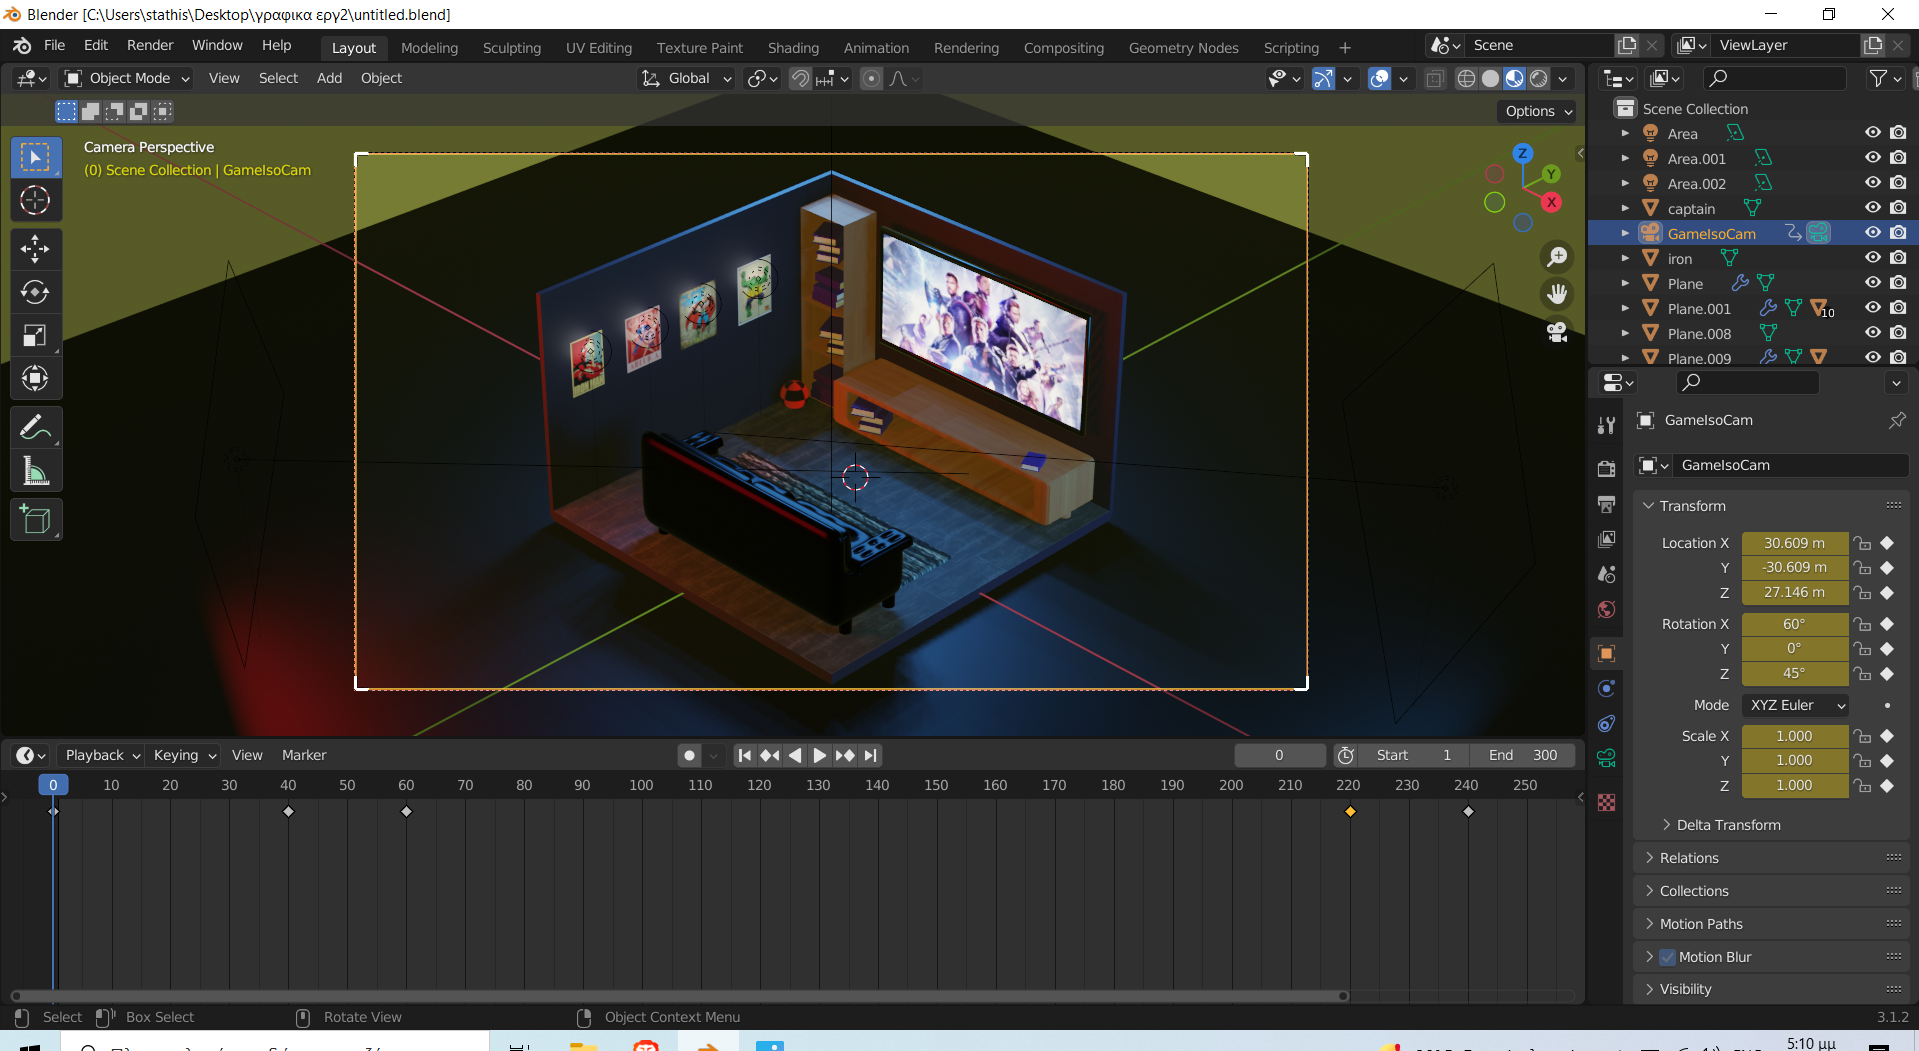 Blender [C:\Users\stathis\Desktop\γραφικα εργ2\untitled.blend]
File Edit Render Window Help
Layout Modeling Sculpting UV Editing Texture Paint Shading Animation Rendering Compositing Geometry Nodes Scripting +
Scene
ViewLayer
Object Mode View Select Add Object
Global
Options
Camera Perspective
(0) Scene Collection | GameIsoCam
Z
Y
X
Scene Collection
Area
Area.001
Area.002
captain
GameIsoCam
iron
Plane
Plane.001 10
Plane.008
Plane.009
GameIsoCam
GameIsoCam
Transform
Location X 30.609 m
Y -30.609 m
Z 27.146 m
Rotation X 60°
Y 0°
Z 45°
Mode XYZ Euler
Scale X 1.000
Y 1.000
Z 1.000
Delta Transform
Relations
Collections
Motion Paths
Motion Blur
Visibility
Playback Keying View Marker
0 Start 1 End 300
0 10 20 30 40 50 60 70 80 90 100 110 120 130 140 150 160 170 180 190 200 210 220 230 240 250
Select Box Select Rotate View Object Context Menu
3.1.2
5:10 μμ